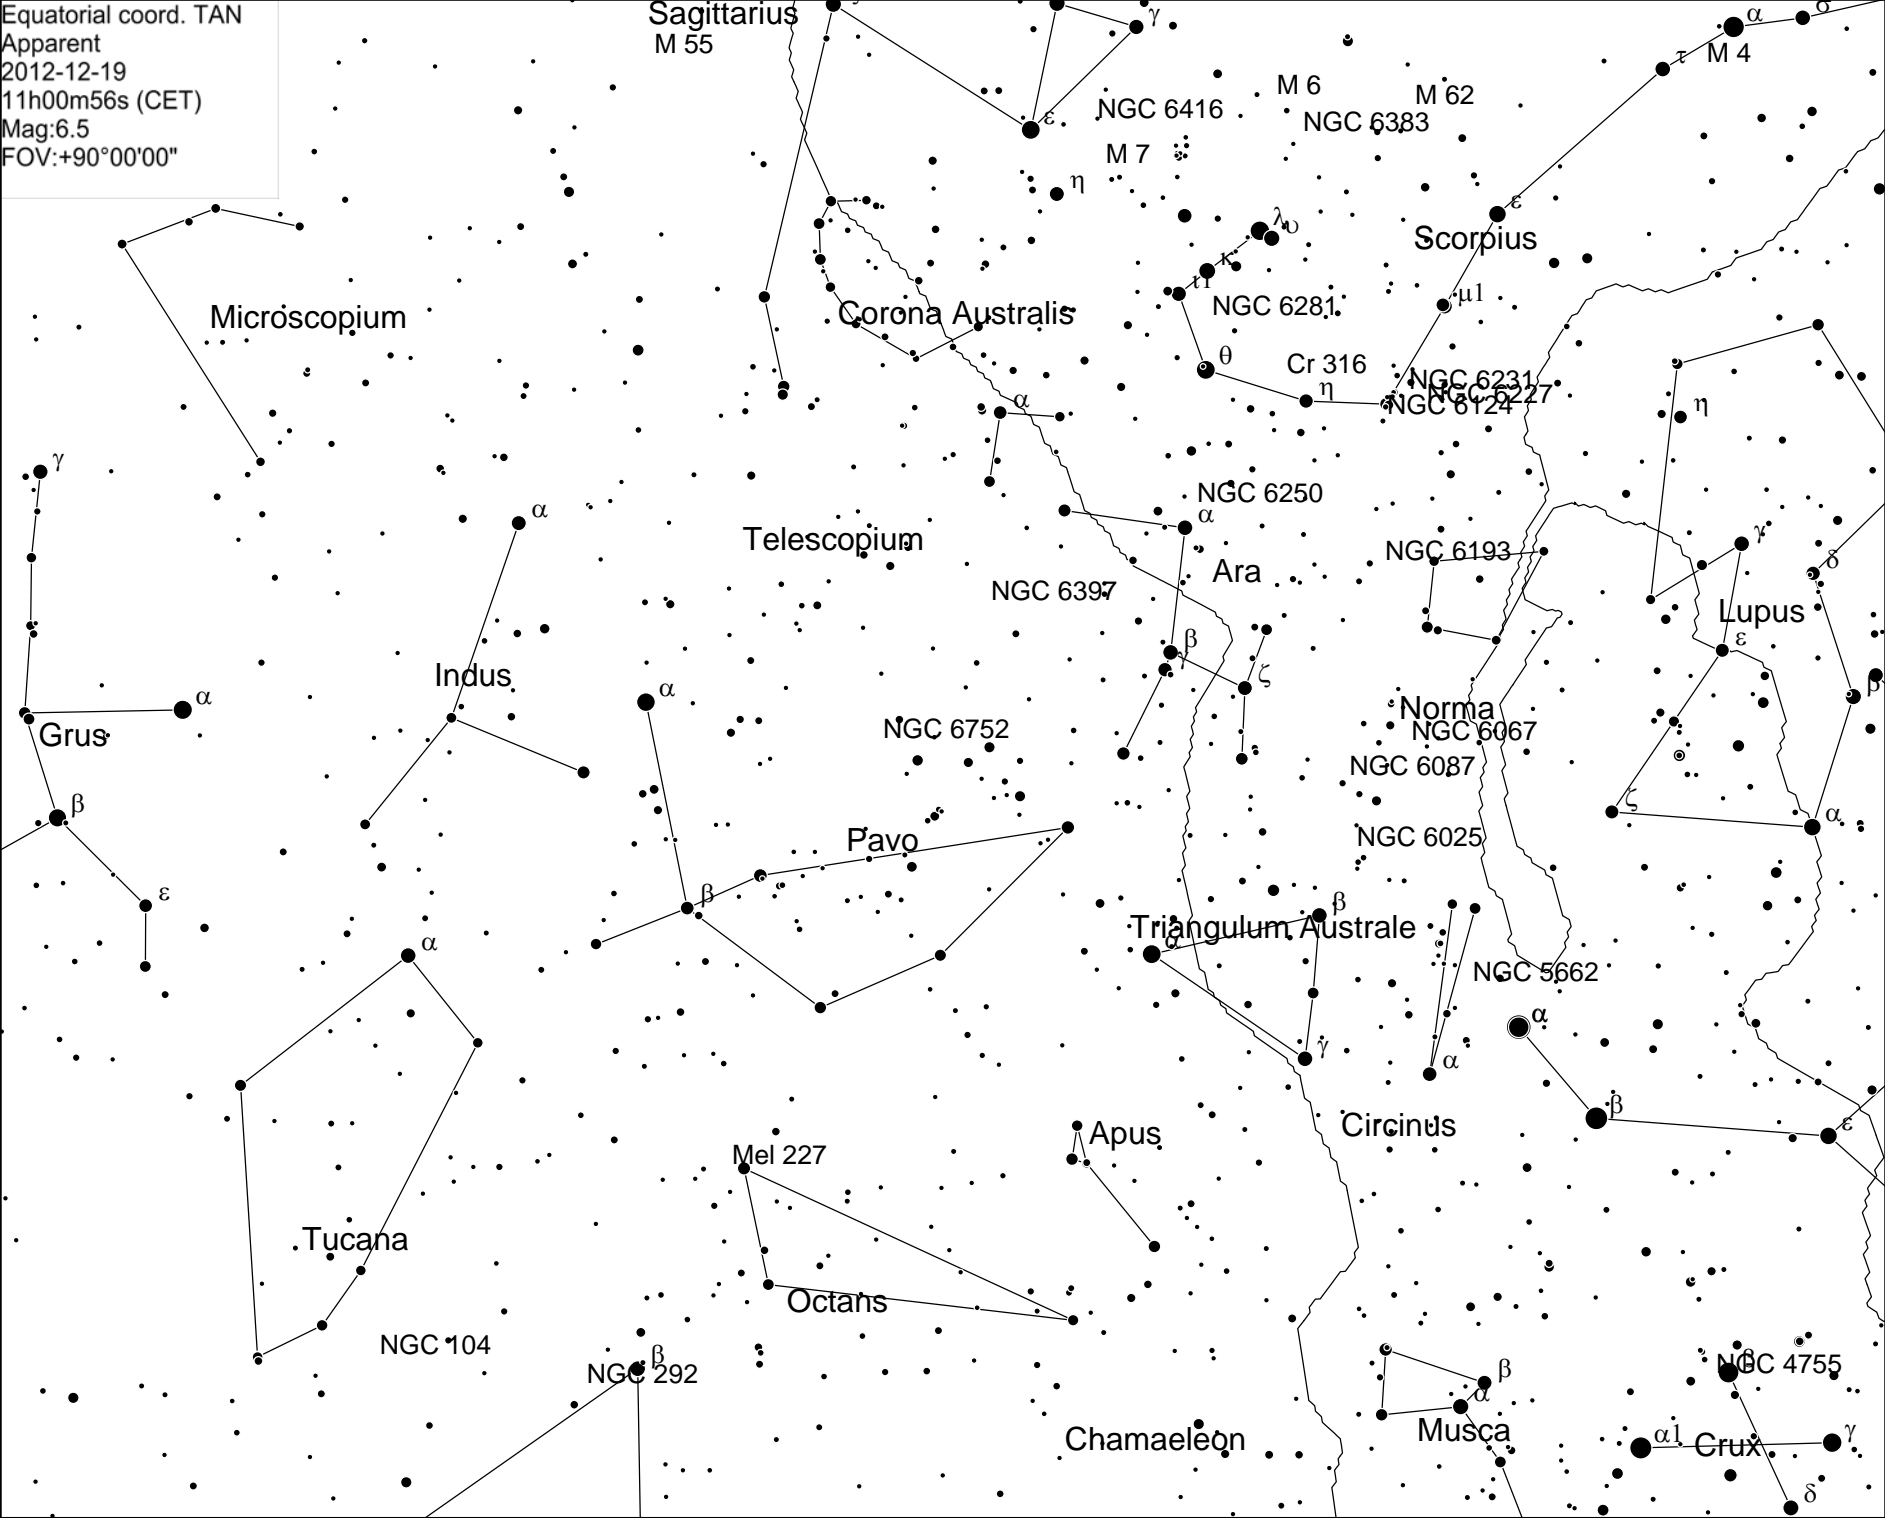 Equatorial coord. TAN
Apparent
2012-12-19
11h00m56s (CET)
Mag:6.5
FOV:+90°00'00"
Sagittarius
M 55
γ
α
σ
τ
M 4
M 6
M 62
ε
NGC 6416
NGC 6383
M 7
η
ε
λ
υ
Scorpius
κ
ι1
μ1
Microscopium
Corona Australis
NGC 6281
θ
Cr 316
η
NGC 6231
NGC 6227
NGC 6124
α
η
γ
α
NGC 6250
α
Telescopium
NGC 6193
γ
δ
NGC 6397
Ara
Lupus
β
γ
ε
Indus
ζ
α
α
β
Grus
NGC 6752
Norma
NGC 6067
NGC 6087
β
ζ
α
Pavo
NGC 6025
ε
β
β
Triangulum Australe
α
α
NGC 5662
α
γ
α
β
Apus
Circinus
ε
Mel 227
Tucana
Octans
NGC 104
β
NGC 292
β
β
NGC 4755
α
Chamaeleon
Musca
α1
Crux
γ
δ